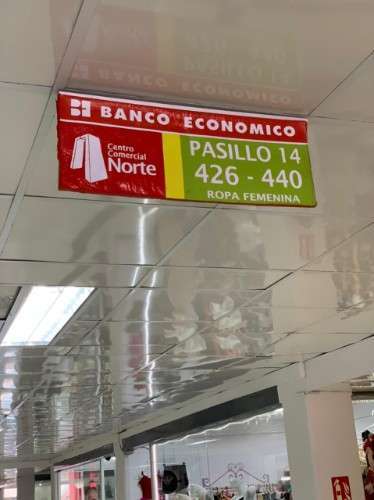 BANCO ECONOMICO
Centro
Comercial
Norte
PASILLO 14
426 - 440
ROPA FEMENINA